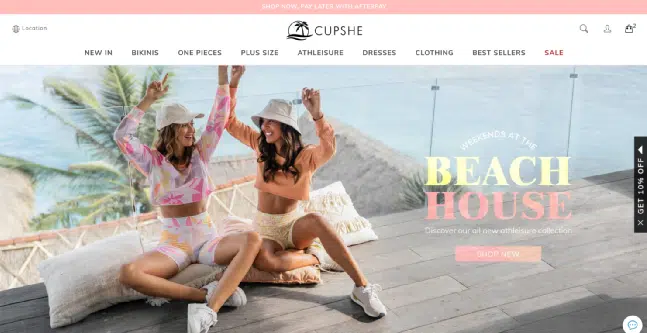 SHOP NOW, PAY LATER WITH AFTERPAY
Location
CUPSHE
2
NEW IN BIKINIS ONE PIECES PLUS SIZE ATHLEISURE DRESSES CLOTHING BEST SELLERS SALE
WEEKENDS AT THE
BEACH
HOUSE
Discover our all new athleisure collection
SHOP NEW
GET 10% OFF